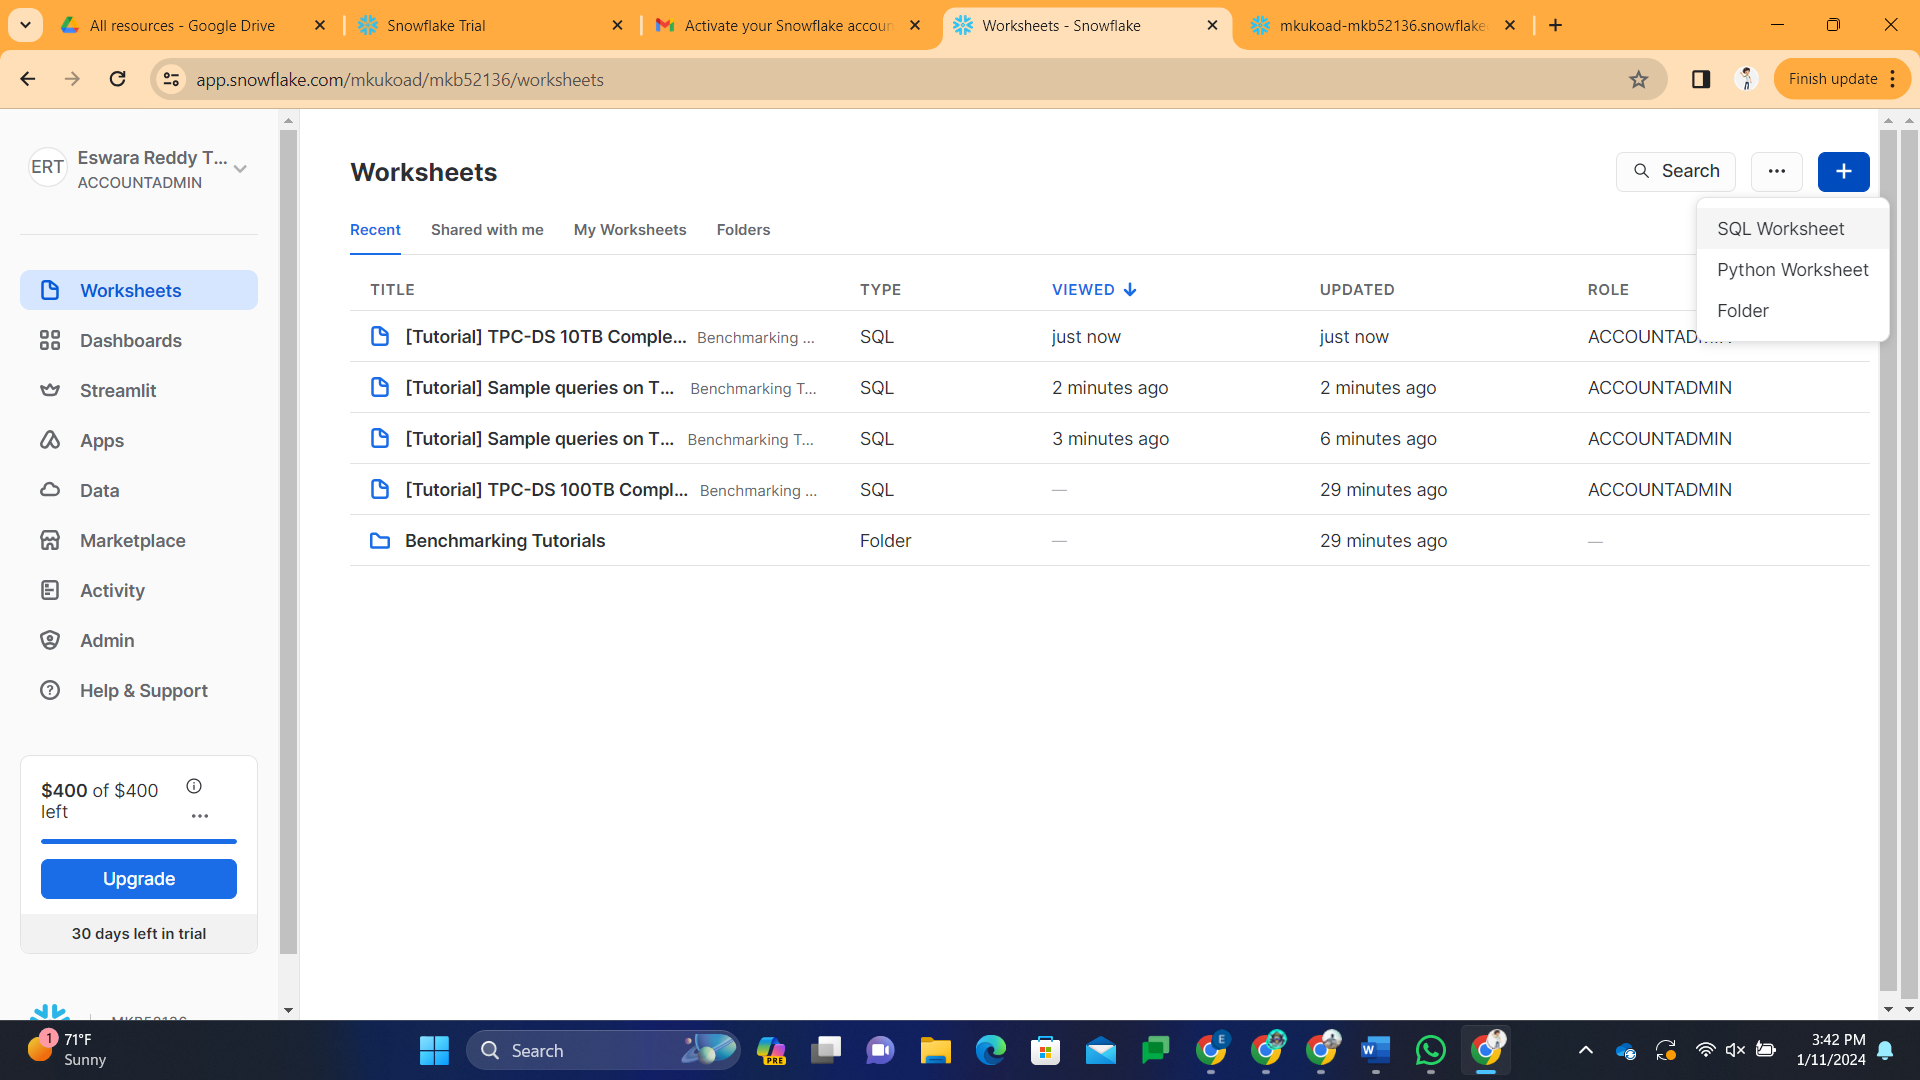 All resources - Google Drive
Snowflake Trial
Activate your Snowflake accoun
Worksheets - Snowflake
mkukoad-mkb52136.snowflake
app.snowflake.com/mkukoad/mkb52136/worksheets
Finish update
ERT
Eswara Reddy T...
ACCOUNTADMIN
Worksheets
Dashboards
Streamlit
Apps
Data
Marketplace
Activity
Admin
Help & Support
$400 of $400
left
Upgrade
30 days left in trial
Worksheets
Search
SQL Worksheet
Python Worksheet
Folder
Recent Shared with me My Worksheets Folders
TITLE TYPE VIEWED UPDATED ROLE
[Tutorial] TPC-DS 10TB Comple... Benchmarking ... SQL just now just now
[Tutorial] Sample queries on T... Benchmarking T... SQL 2 minutes ago 2 minutes ago ACCOUNTADMIN
[Tutorial] Sample queries on T... Benchmarking T... SQL 3 minutes ago 6 minutes ago ACCOUNTADMIN
[Tutorial] TPC-DS 100TB Compl... Benchmarking ... SQL — 29 minutes ago ACCOUNTADMIN
Benchmarking Tutorials Folder — 29 minutes ago —
1
71°F
Sunny
Search
PRE
E
3:42 PM
1/11/2024